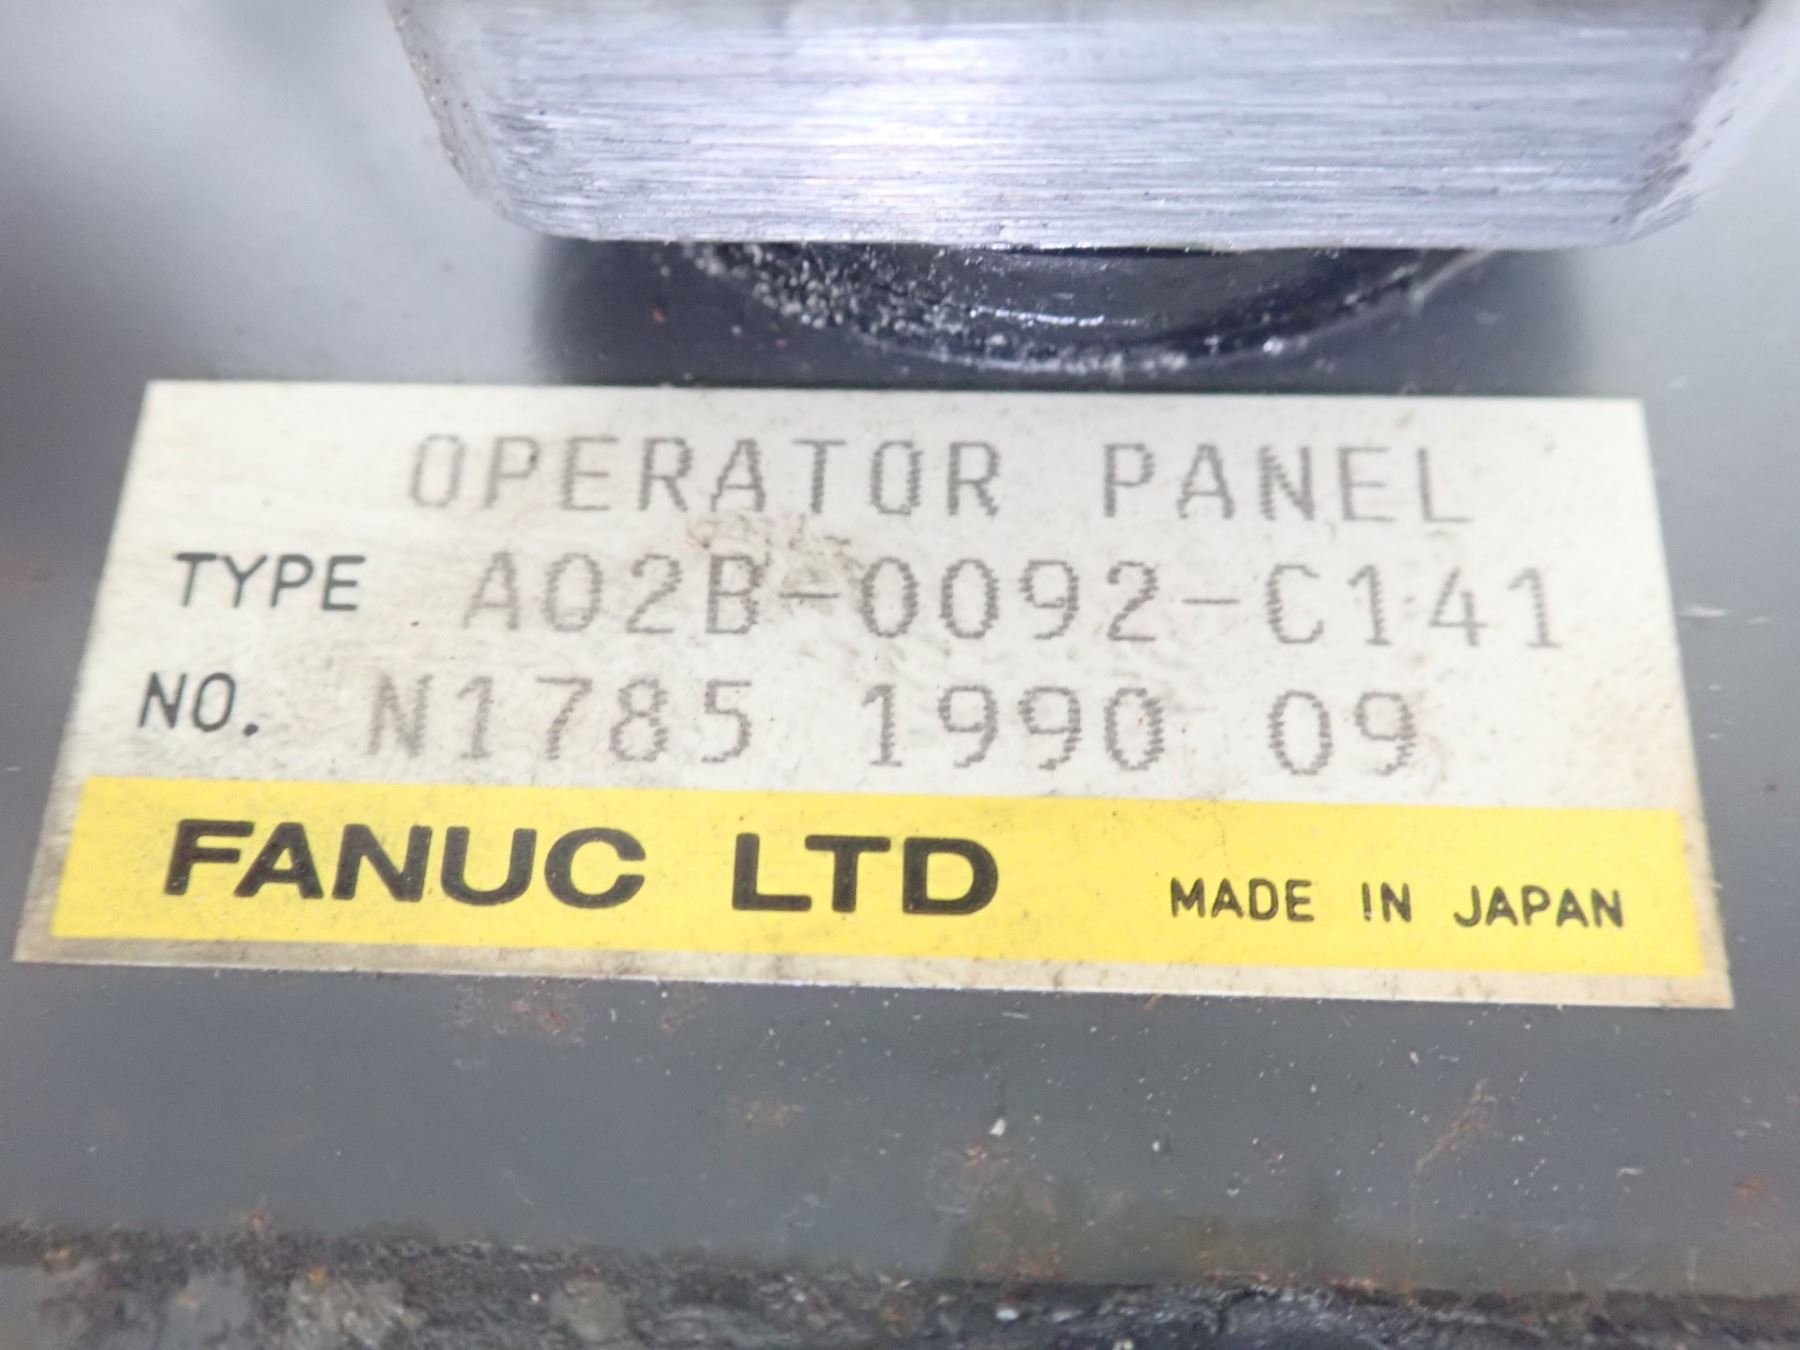 OPERATOR PANEL
TYPE A02B-0092-C141
NO. N1785 1990 09
FANUC LTD MADE IN JAPAN